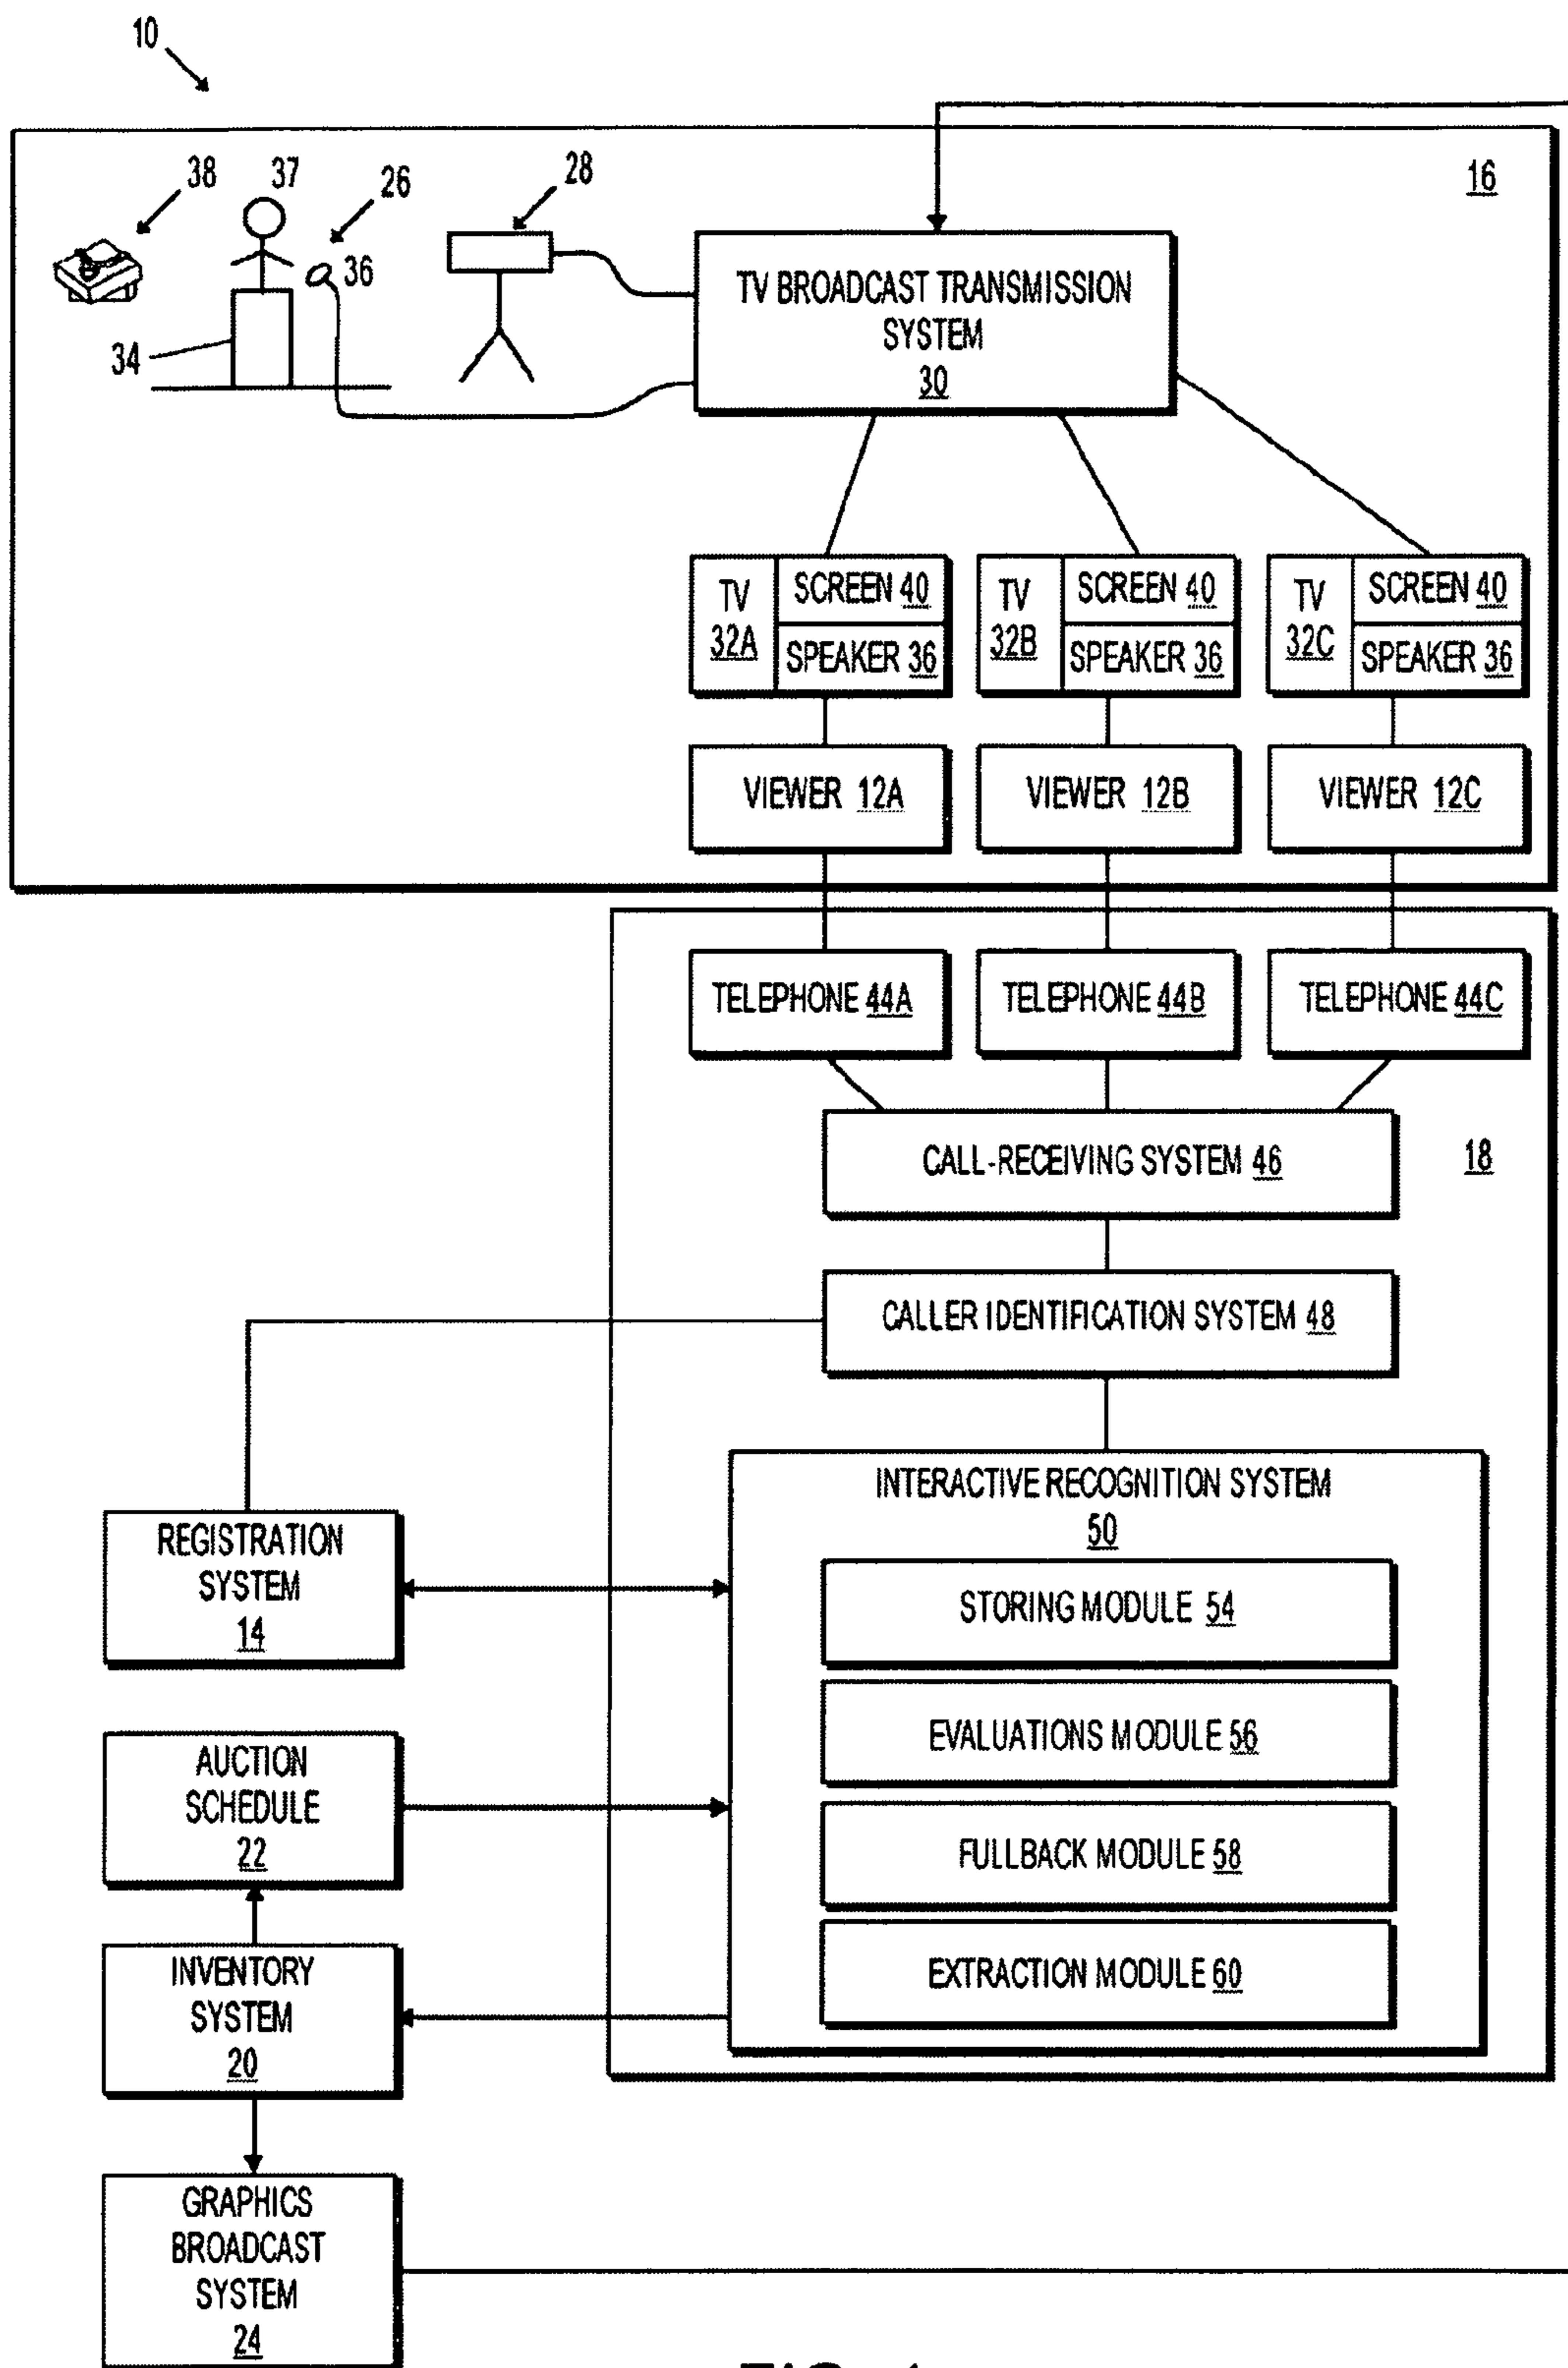 10
38
37
26
28
16
36
34
TV BROADCAST TRANSMISSION
SYSTEM
30
TV
32A
SCREEN 40
SPEAKER 36
TV
32B
SCREEN 40
SPEAKER 36
TV
32C
SCREEN 40
SPEAKER 36
VIEWER 12A
VIEWER 12B
VIEWER 12C
TELEPHONE 44A
TELEPHONE 44B
TELEPHONE 44C
CALL-RECEIVING SYSTEM 46
18
CALLER IDENTIFICATION SYSTEM 48
INTERACTIVE RECOGNITION SYSTEM
50
STORING MODULE 54
EVALUATIONS MODULE 56
FULLBACK MODULE 58
EXTRACTION MODULE 60
REGISTRATION
SYSTEM
14
AUCTION
SCHEDULE
22
INVENTORY
SYSTEM
20
GRAPHICS
BROADCAST
SYSTEM
24